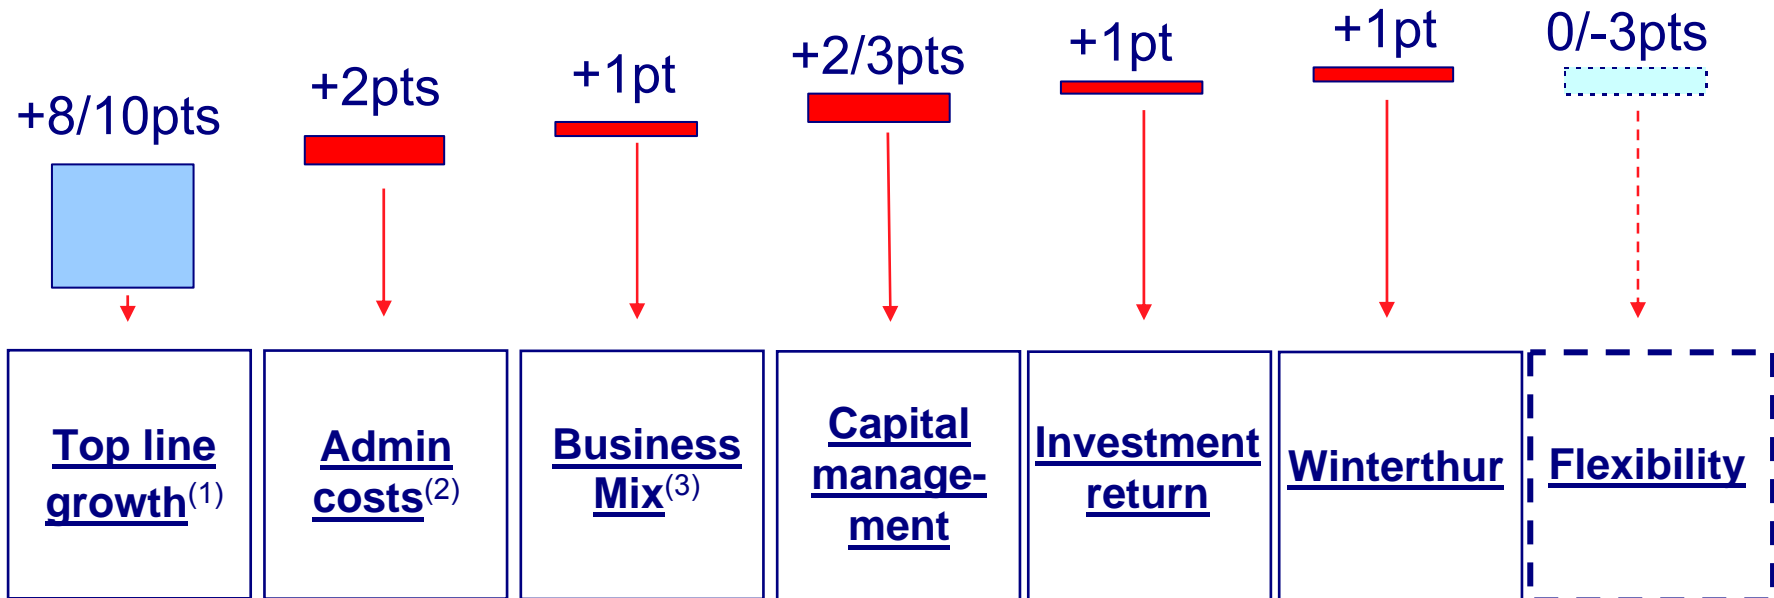 +8/10pts
+2pts
+1pt
+2/3pts
+1pt
+1pt
0/-3pts
Top line
growth(1)
Admin
costs(2)
Business
Mix(3)
Capital
manage-
ment
Investment
return
Winterthur
Flexibility